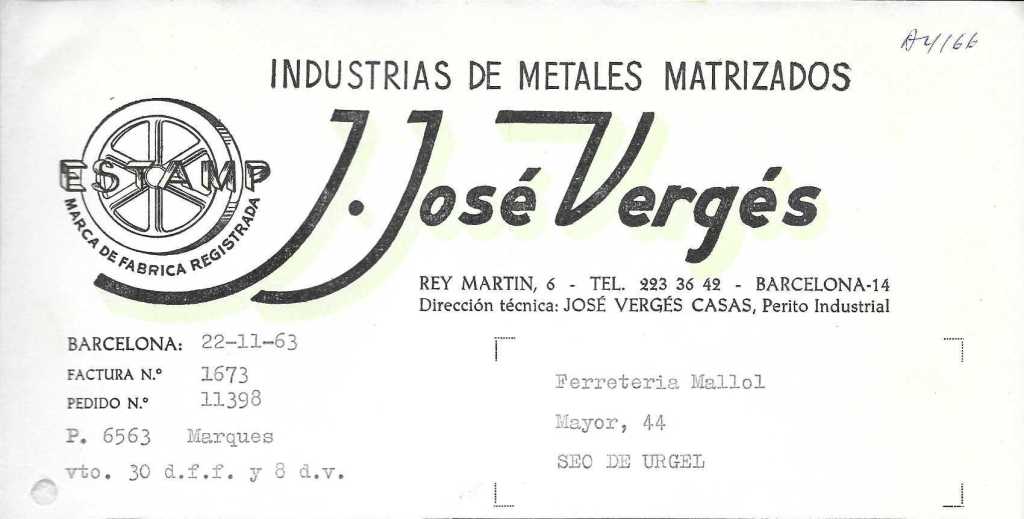 A4/66
INDUSTRIAS DE METALES MATRIZADOS
J. José Vergés
ESTAMP
MARCA DE FABRICA REGISTRADA
REY MARTIN, 6 - TEL. 223 36 42 - BARCELONA-14
Dirección técnica: JOSÉ VERGÉS CASAS, Perito Industrial
BARCELONA: 22-11-63
FACTURA N.º 1673
PEDIDO N.º 11398
P. 6563 Marques
vto. 30 d.f.f. y 8 d.v.
Ferreteria Mallol
Mayor, 44
SEO DE URGEL